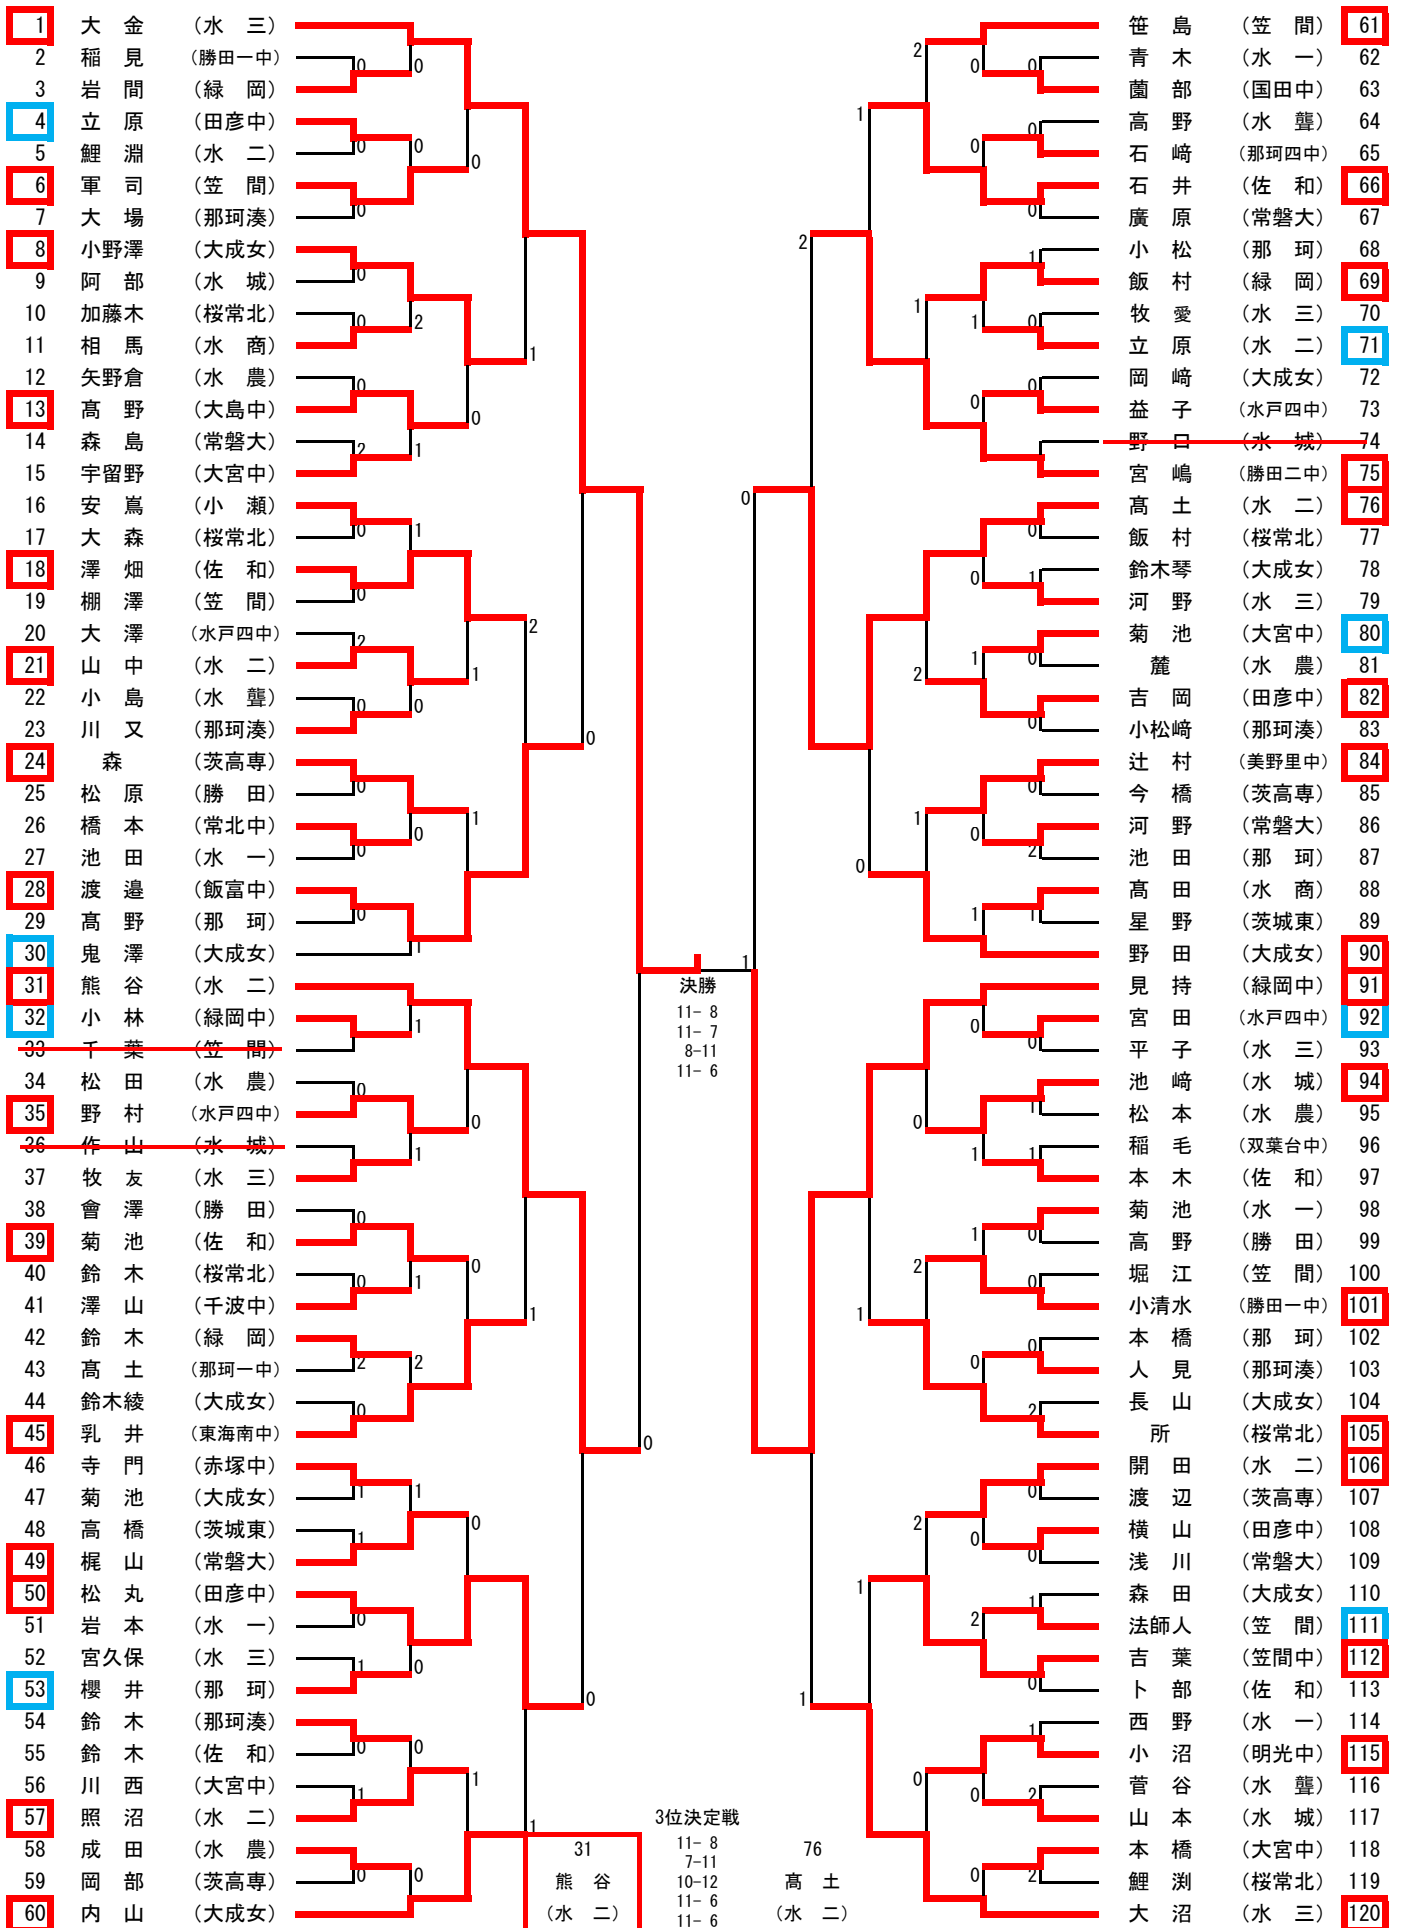 1 大 金 (水 三)
2 稲 見 (勝田一中)
3 岩 間 (緑 岡)
4 立 原 (田彦中)
5 鯉 淵 (水 二)
6 軍 司 (笠 間)
7 大 場 (那珂湊)
8 小野澤 (大成女)
9 阿 部 (水 城)
10 加藤木 (桜常北)
11 相 馬 (水 商)
12 矢野倉 (水 農)
13 髙 野 (大島中)
14 森 島 (常磐大)
15 宇留野 (大宮中)
16 安 嶌 (小 瀬)
17 大 森 (桜常北)
18 澤 畑 (佐 和)
19 棚 澤 (笠 間)
20 大 澤 (水戸四中)
21 山 中 (水 二)
22 小 島 (水 聾)
23 川 又 (那珂湊)
24 森 (茨高専)
25 松 原 (勝 田)
26 橋 本 (常北中)
27 池 田 (水 一)
28 渡 邉 (飯富中)
29 髙 野 (那 珂)
30 鬼 澤 (大成女)
31 熊 谷 (水 二)
32 小 林 (緑岡中)
33 千 葉 (笠 間)
34 松 田 (水 農)
35 野 村 (水戸四中)
36 作 山 (水 城)
37 牧 友 (水 三)
38 會 澤 (勝 田)
39 菊 池 (佐 和)
40 鈴 木 (桜常北)
41 澤 山 (千波中)
42 鈴 木 (緑 岡)
43 髙 土 (那珂一中)
44 鈴木綾 (大成女)
45 乳 井 (東海南中)
46 寺 門 (赤塚中)
47 菊 池 (大成女)
48 高 橋 (茨城東)
49 梶 山 (常磐大)
50 松 丸 (田彦中)
51 岩 本 (水 一)
52 宮久保 (水 三)
53 櫻 井 (那 珂)
54 鈴 木 (那珂湊)
55 鈴 木 (佐 和)
56 川 西 (大宮中)
57 照 沼 (水 二)
58 成 田 (水 農)
59 岡 部 (茨高専)
60 内 山 (大成女)
決勝
11- 8
11- 7
8-11
11- 6
3位決定戦
11- 8
7-11
10-12
11- 6
11- 6
31
熊 谷
(水 二)
76
髙 土
(水 二)
笹 島 (笠 間) 61
青 木 (水 一) 62
薗 部 (国田中) 63
高 野 (水 聾) 64
石 﨑 (那珂四中) 65
石 井 (佐 和) 66
廣 原 (常磐大) 67
小 松 (那 珂) 68
飯 村 (緑 岡) 69
牧 愛 (水 三) 70
立 原 (水 二) 71
岡 﨑 (大成女) 72
益 子 (水戸四中) 73
野 口 (水 城) 74
宮 嶋 (勝田二中) 75
髙 土 (水 二) 76
飯 村 (桜常北) 77
鈴木琴 (大成女) 78
河 野 (水 三) 79
菊 池 (大宮中) 80
麓 (水 農) 81
吉 岡 (田彦中) 82
小松﨑 (那珂湊) 83
辻 村 (美野里中) 84
今 橋 (茨高専) 85
河 野 (常磐大) 86
池 田 (那 珂) 87
髙 田 (水 商) 88
星 野 (茨城東) 89
野 田 (大成女) 90
見 持 (緑岡中) 91
宮 田 (水戸四中) 92
平 子 (水 三) 93
池 﨑 (水 城) 94
松 本 (水 農) 95
稲 毛 (双葉台中) 96
本 木 (佐 和) 97
菊 池 (水 一) 98
高 野 (勝 田) 99
堀 江 (笠 間) 100
小清水 (勝田一中) 101
本 橋 (那 珂) 102
人 見 (那珂湊) 103
長 山 (大成女) 104
所 (桜常北) 105
開 田 (水 二) 106
渡 辺 (茨高専) 107
横 山 (田彦中) 108
浅 川 (常磐大) 109
森 田 (大成女) 110
法師人 (笠 間) 111
吉 葉 (笠間中) 112
卜 部 (佐 和) 113
西 野 (水 一) 114
小 沼 (明光中) 115
菅 谷 (水 聾) 116
山 本 (水 城) 117
本 橋 (大宮中) 118
鯉 渕 (桜常北) 119
大 沼 (水 三) 120